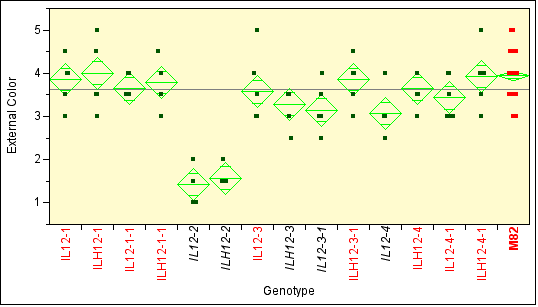 5
4
3
2
1
External Color
IL12-1
ILH12-1
IL12-1-1
ILH12-1-1
IL12-2
ILH12-2
IL12-3
ILH12-3
IL12-3-1
ILH12-3-1
IL12-4
ILH12-4
IL12-4-1
ILH12-4-1
M82
Genotype